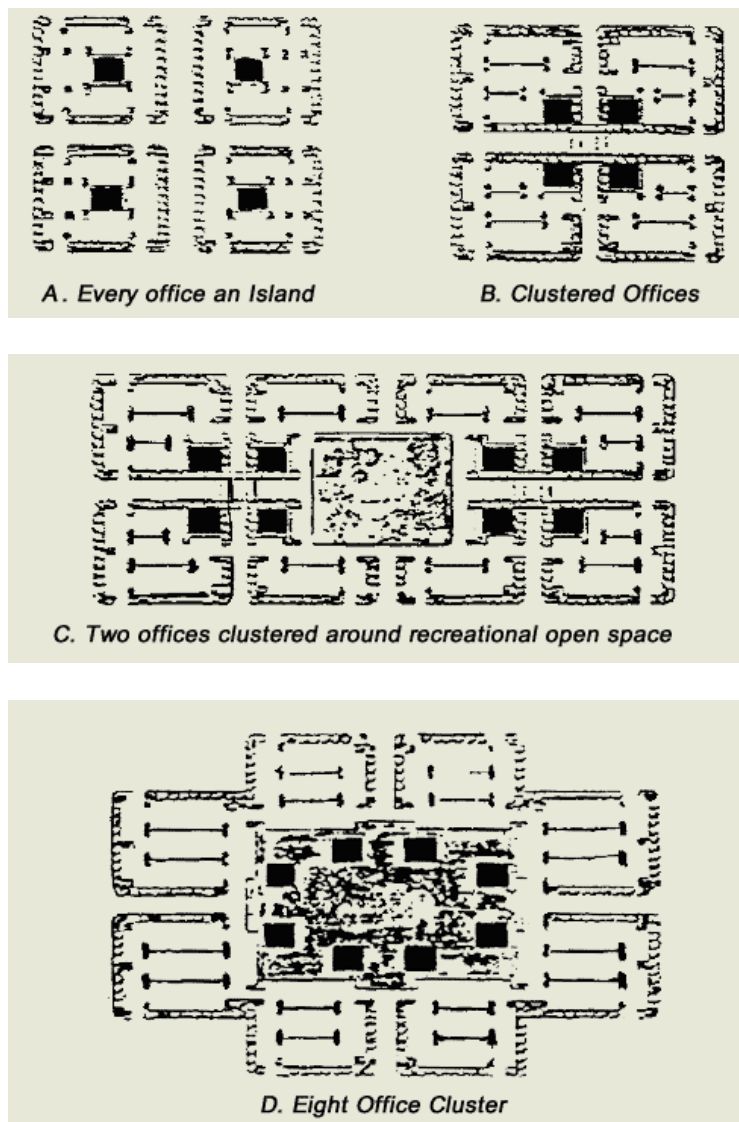 A. Every office an Island
B. Clustered Offices
C. Two offices clustered around recreational open space
D. Eight Office Cluster